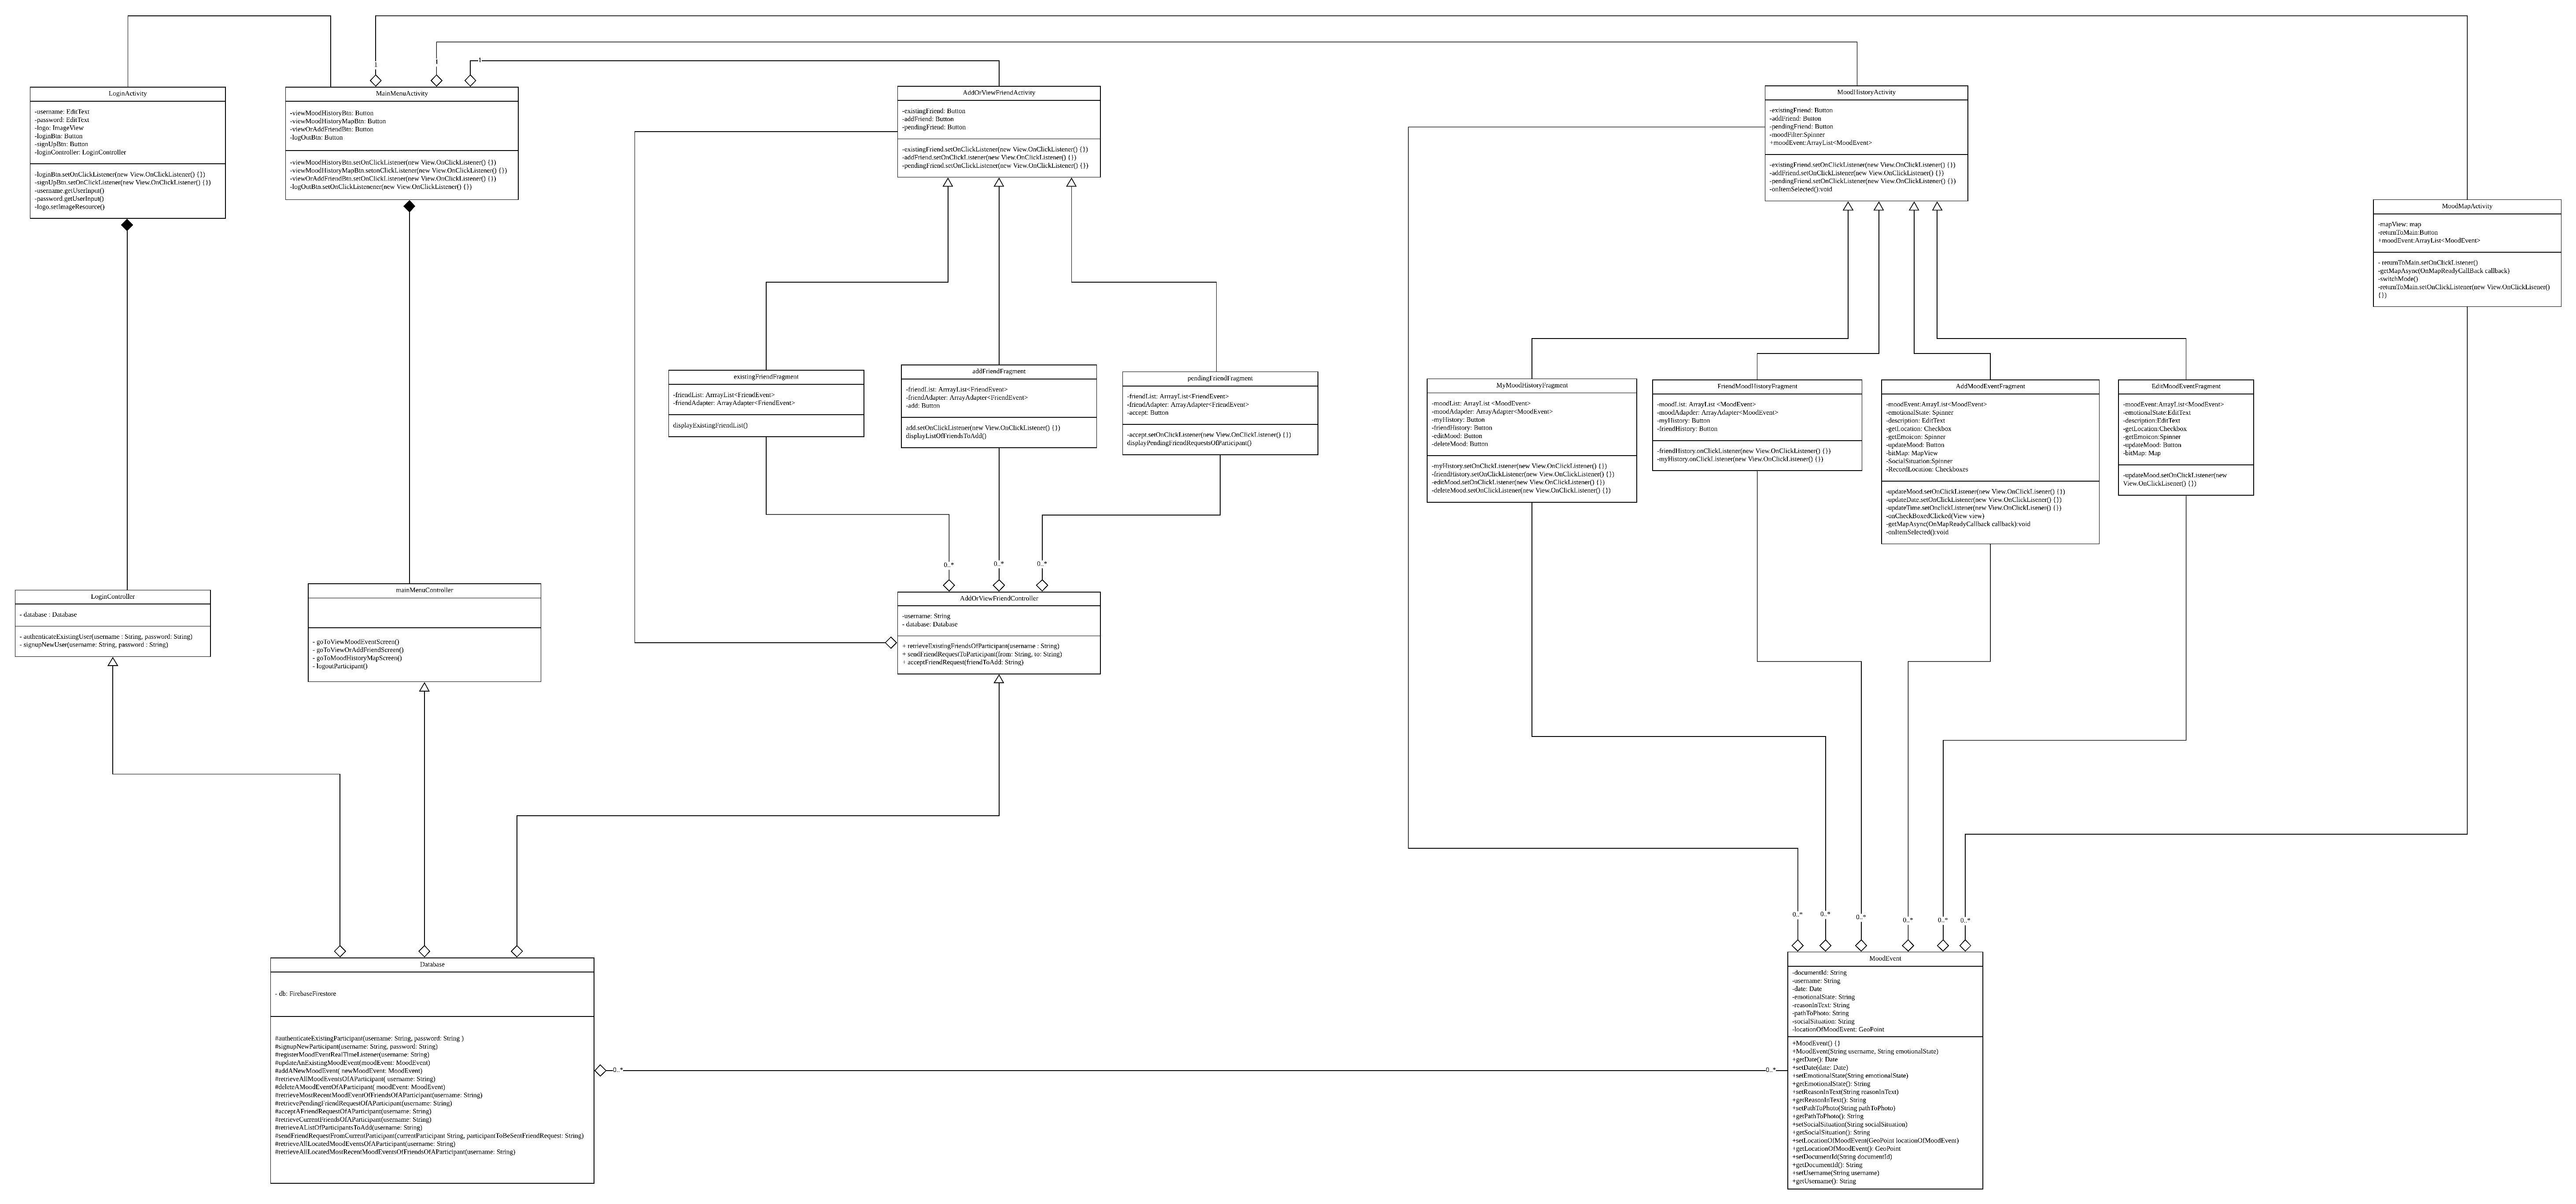 LoginActivity
-username: EditText
-password: EditText
-logo: ImageView
-loginBtn: Button
-signUpBtn: Button
-loginController: LoginController
-loginBtn.setOnClickListener(new View.OnClickListener() {})
-signUpBtn.setOnClickListener(new View.OnClickListener() {})
-username.getUserInput()
-password.getUserInput()
-logo.setImageResource()
MainMenuActivity
-viewMoodHistoryBtn: Button
-viewMoodHistoryMapBtn: Button
-viewOrAddFriendBtn: Button
-logOutBtn: Button
-viewMoodHistoryBtn.setOnClickListener(new View.OnClickListener() {})
-viewMoodHistoryMapBtn.setonClickListener(new View.OnClickListener() {})
-viewOrAddFriendBtn.setOnClickListener(new View.OnClickListener() {})
-logOutBtn.setOnClickListenener(new View.OnClickListener() {})
1
1
1
AddOrViewFriendActivity
-existingFriend: Button
-addFriend: Button
-pendingFriend: Button
-existingFriend.setOnClickListener(new View.OnClickListener() {})
-addFriend.setOnClickListener(new View.OnClickListener() {})
-pendingFriend.setOnClickListener(new View.OnClickListener() {})
MoodHistoryActivity
-existingFriend: Button
-addFriend: Button
-pendingFriend: Button
-moodFilter:Spinner
+moodEvent:ArrayList<MoodEvent>
-existingFriend.setOnClickListener(new View.OnClickListener() {})
-addFriend.setOnClickListener(new View.OnClickListener() {})
-pendingFriend.setOnClickListener(new View.OnClickListener() {})
-onItemSelected():void
MoodMapActivity
-mapView: map
-returnToMain:Button
+moodEvent:ArrayList<MoodEvent>
- returnToMain.setOnClickListener()
-getMapAsync(OnMapReadyCallBack callback)
-switchMode()
-returnToMain.setOnClickListener(new View.OnClickLisener()
{})
existingFriendFragment
-friendList: ArrayList<FriendEvent>
-friendAdapter: ArrayAdapter<FriendEvent>
displayExistingFriendList()
addFriendFragment
-friendList: ArrayList<FriendEvent>
-friendAdapter: ArrayAdapter<FriendEvent>
-add: Button
add.setOnClickListener(new View.OnClickListener() {})
displayListOfFriendsToAdd()
pendingFriendFragment
-friendList: ArrayList<FriendEvent>
-friendAdapter: ArrayAdapter<FriendEvent>
-accept: Button
-accept.setOnClickListener(new View.OnClickListener() {})
displayPendingFriendRequestsOfParticipant()
MyMoodHistoryFragment
-moodList: ArrayList <MoodEvent>
-moodAdapder: ArrayAdapter<MoodEvent>
-myHistory: Button
-friendHistory: Button
-editMood: Button
-deleteMood: Button
-myHistory.setOnClickListener(new View.OnClickListener() {})
-friendHistory.setOnClickListener(new View.OnClickListener() {})
-editMood.setOnClickListener(new View.OnClickListener() {})
-deleteMood.setOnClickListener(new View.OnClickListener() {})
FriendMoodHistoryFragment
-moodList: ArrayList <MoodEvent>
-moodAdapder: ArrayAdapter<MoodEvent>
-myHistory: Button
-friendHistory: Button
-friendHistory.onClickListener(new View.OnClickListener() {})
-myHistory.onClickListener(new View.OnClickListener() {})
AddMoodEventFragment
-moodEvent:ArrayList<MoodEvent>
-emotionalState: Spinner
-description: EditText
-getLocation: Checkbox
-getEmoicon: Spinner
-updateMood: Button
-bitMap: MapView
-SocialSituation:Spinner
-RecordLocation: Checkboxes
-updateMood.setOnClickListener(new View.OnClickListener() {})
-updateDate.setOnClickListener(new View.OnClickListener() {})
-updateTime.setOnclickListener(new View.OnClickLisener() {})
-onCheckBoxedClicked(View view)
-getMapAsync(OnMapReadyCallback callback):void
-onItemSelected():void
EditMoodEventFragment
-moodEvent:ArrayList<MoodEvent>
-emotionalState:EditText
-description:EditText
-getLocation:Checkbox
-getEmoicon:Spinner
-updateMood: Button
-bitMap: Map
-updateMood.setOnClickListener(new
View.OnClickListener() {})
0..*
0..*
0..*
LoginController
- database : Database
- authenticateExistingUser(username : String, password: String)
- signupNewUser(username: String, password : String)
mainMenuController
- goToViewMoodEventScreen()
- goToViewOrAddFriendScreen()
- goToMoodHistoryMapScreen()
- logoutParticipant()
AddOrViewFriendController
-username: String
- database: Database
+ retrieveExistingFriendsOfParticipant(username : String)
+ sendFriendRequestToParticipant(from: String, to: String)
+ acceptFriendRequest(friendToAdd: String)
0..*
0..*
0..*
0..*
0..*
0..*
Database
- db: FirebaseFirestore
#authenticateExistingParticipant(username: String, password: String )
#signupNewParticipant(username: String, password: String)
#registerMoodEventRealTimeListener(username: String)
#updateAnExistingMoodEvent(moodEvent: MoodEvent)
#addANewMoodEvent( newMoodEvent: MoodEvent)
#retrieveAllMoodEventsOfAParticipant( username: String)
#deleteAMoodEventOfAParticipant( moodEvent: MoodEvent)
#retrieveMostRecentMoodEventOfFriendsOfAParticipant(username: String)
#retrievePendingFriendRequestOfAParticipant(username: String)
#acceptAFriendRequestOfAParticipant(username: String)
#retrieveCurrentFriendsOfAParticipant(username: String)
#retrieveAListOfParticipantsToAdd(username: String)
#sendFriendRequestFromCurrentParticipant(currentParticipant String, participantToBeSentFriendRequest: String)
#retrieveAllLocatedMoodEventsOfAParticipant(username: String)
#retrieveAllLocatedMostRecentMoodEventsOfFriendsOfAParticipant(username: String)
0..*
0..*
MoodEvent
-documentId: String
-username: String
-date: Date
-emotionalState: String
-reasonInText: String
-pathToPhoto: String
-socialSituation: String
-locationOfMoodEvent: GeoPoint
+MoodEvent() {}
+MoodEvent(String username, String emotionalState)
+getDate(): Date
+setDate(date: Date)
+setEmotionalState(String emotionalState)
+getEmotionalState(): String
+setReasonInText(String reasonInText)
+getReasonInText(): String
+setPathToPhoto(String pathToPhoto)
+getPathToPhoto(): String
+setSocialSituation(String socialSituation)
+getSocialSituation(): String
+setLocationOfMoodEvent(GeoPoint locationOfMoodEvent)
+getLocationOfMoodEvent(): GeoPoint
+setDocumentId(String documentId)
+getDocumentId(): String
+setUsername(String username)
+getUsername(): String